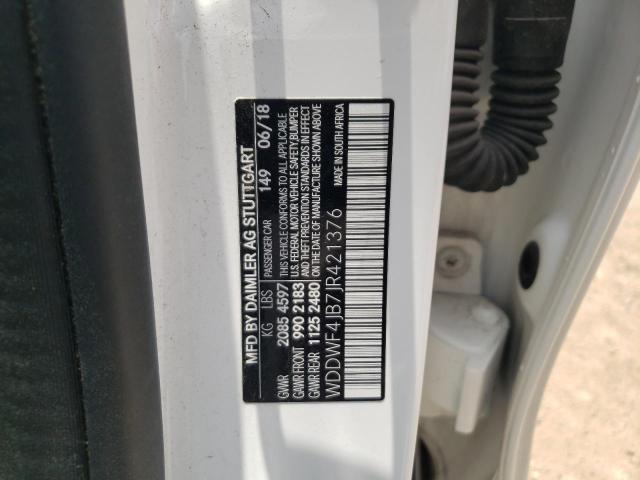 MFD BY DAIMLER AG STUTTGART
PASSENGER CAR 149 06/18
KG LBS
GVWR 2085 4597
GAWR FRONT 990 2183
GAWR REAR 1125 2480
THIS VEHICLE CONFORMS TO ALL APPLICABLE
U.S. FEDERAL MOTOR VEHICLE SAFETY, BUMPER
AND THEFT PREVENTION STANDARDS IN EFFECT
ON THE DATE OF MANUFACTURE SHOWN ABOVE
WDDWF4JB7JR421376 MADE IN SOUTH AFRICA